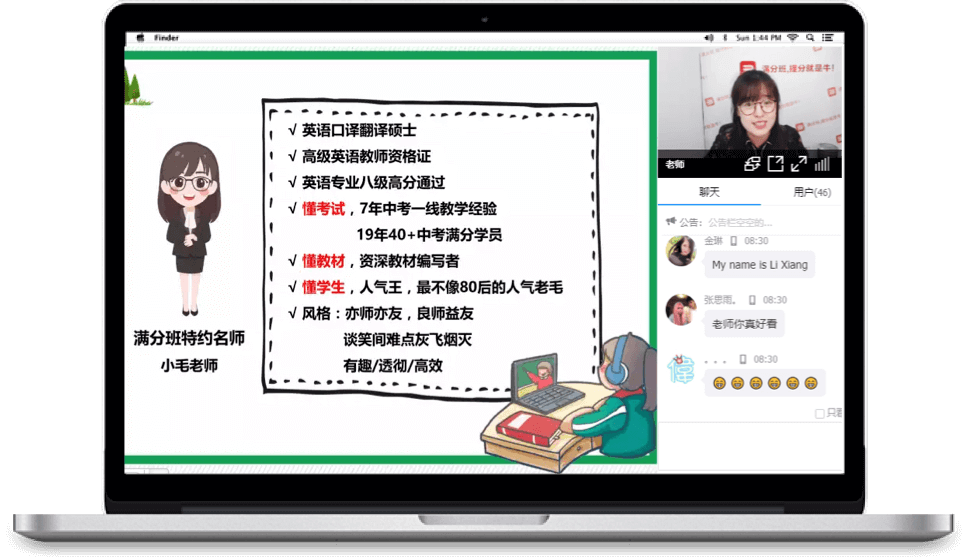 Finder
Sun 1:44 PM
√ 英语口译翻译硕士
√ 高级英语教师资格证
√ 英语专业八级高分通过
√ 懂考试，7年中考一线教学经验
19年40+中考满分学员
√ 懂教材，资深教材编写者
√ 懂学生，人气王，最不像80后的人气老毛
√ 风格：亦师亦友，良师益友
谈笑间难点灰飞烟灭
有趣/透彻/高效
满分班特约名师
小毛老师
满分班,提分就是牛!
老师
聊天
用户(46)
公告：公告栏空空的...
金琳 08:30
My name is Li Xiang
张思雨。 08:30
老师你真好看
. . . 08:30
偉
😁😁😁😁😁😁
只看